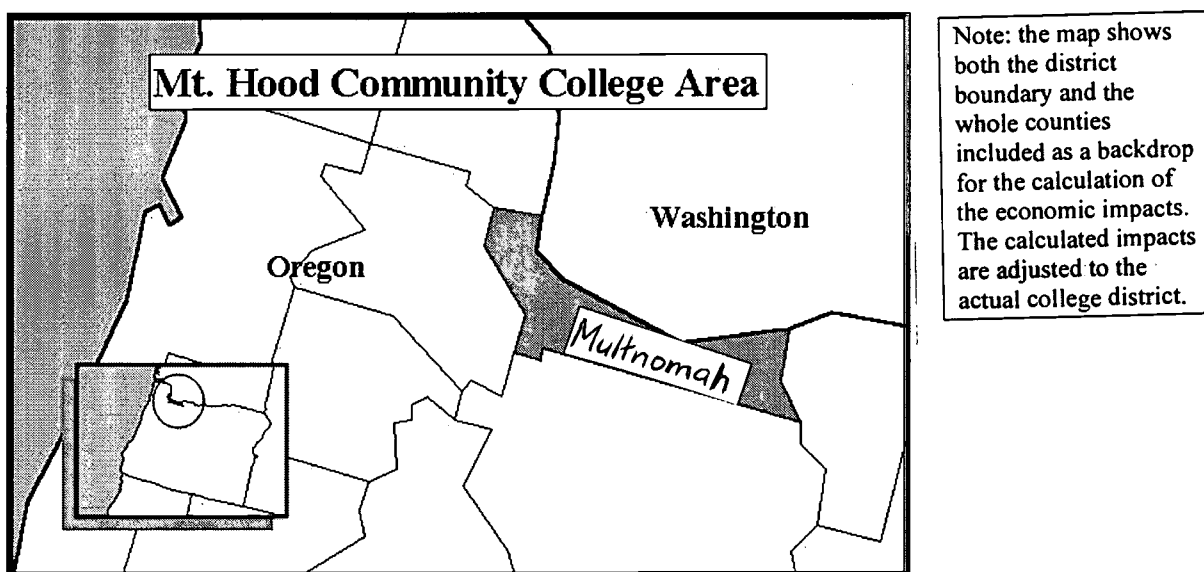 Mt. Hood Community College Area
Washington
Oregon
Multnomah
Note: the map shows
both the district
boundary and the
whole counties
included as a backdrop
for the calculation of
the economic impacts.
The calculated impacts
are adjusted to the
actual college district.